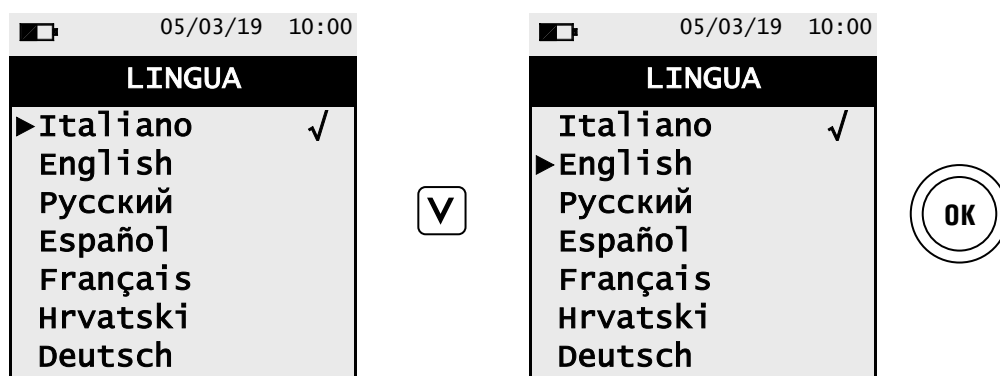 05/03/19 10:00
LINGUA
►Italiano √
English
Русский
Español
Français
Hrvatski
Deutsch
V
05/03/19 10:00
LINGUA
Italiano √
►English
Русский
Español
Français
Hrvatski
Deutsch
OK